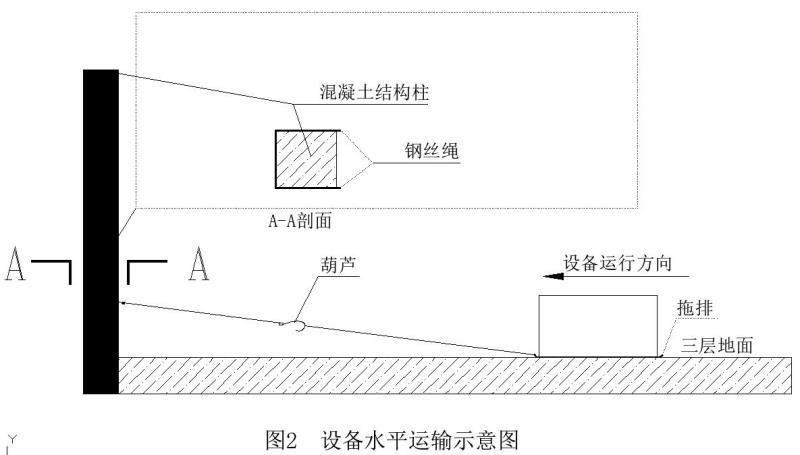 混凝土结构柱
钢丝绳
A-A剖面
A A
葫芦
设备运行方向
拖排
三层地面
图2 设备水平运输示意图
Y